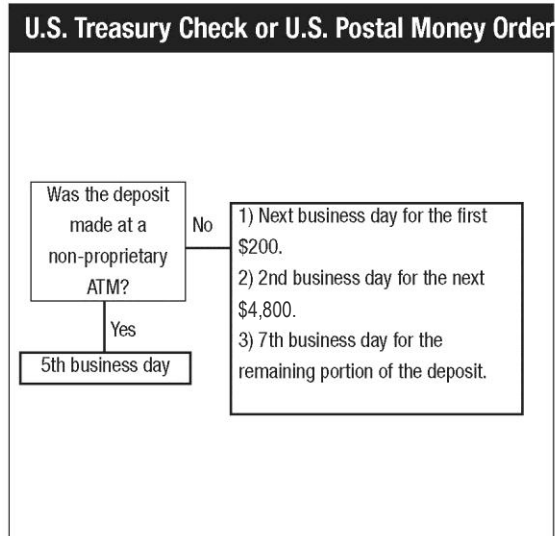 U.S. Treasury Check or U.S. Postal Money Order
Was the deposit
made at a
non-proprietary
ATM?
No
1) Next business day for the first
$200.
2) 2nd business day for the next
$4,800.
3) 7th business day for the
remaining portion of the deposit.
Yes
5th business day